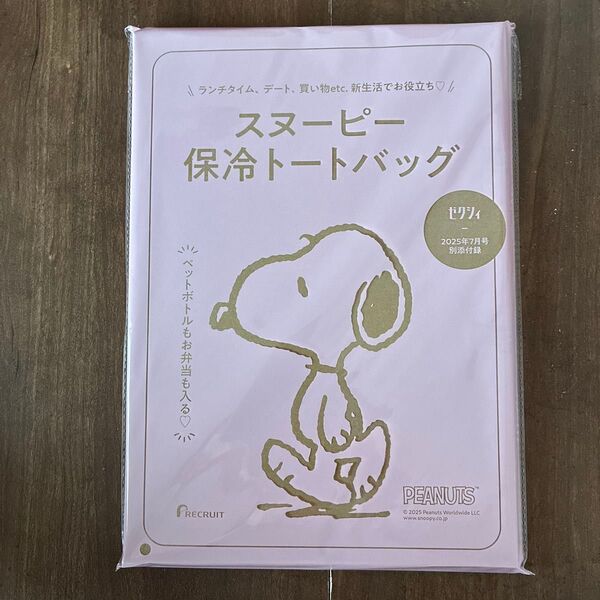 ランチタイム、デート、買い物etc. 新生活でお役立ち♡
スヌーピー
保冷トートバッグ
ゼクシィ
2025年7月号
別添付録
ペットボトルもお弁当も入る♡
PEANUTS™
© 2025 Peanuts Worldwide LLC
www.snoopy.co.jp
RECRUIT